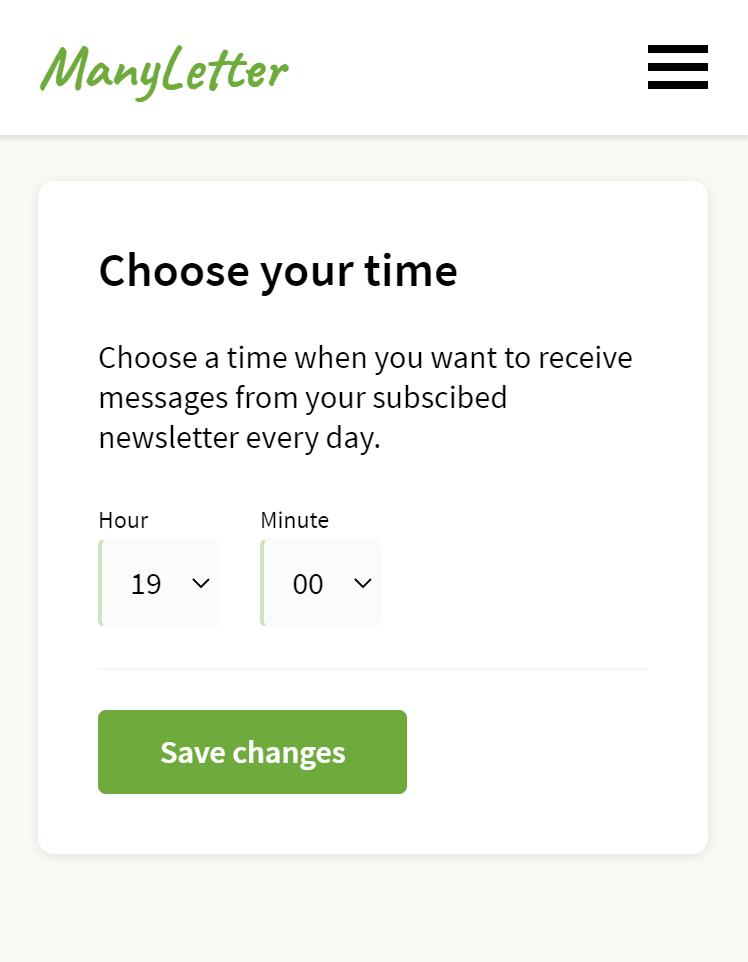 ManyLetter
Choose your time
Choose a time when you want to receive
messages from your subscibed
newsletter every day.
Hour Minute
19 00
Save changes